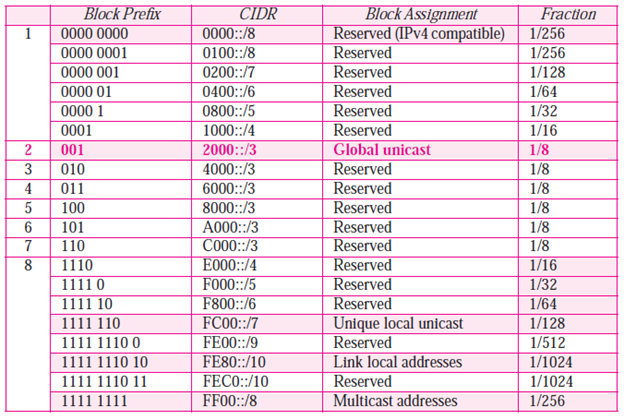 Block Prefix CIDR Block Assignment Fraction
1 0000 0000 0000::/8 Reserved (IPv4 compatible) 1/256
0000 0001 0100::/8 Reserved 1/256
0000 001 0200::/7 Reserved 1/128
0000 01 0400::/6 Reserved 1/64
0000 1 0800::/5 Reserved 1/32
0001 1000::/4 Reserved 1/16
2 001 2000::/3 Global unicast 1/8
3 010 4000::/3 Reserved 1/8
4 011 6000::/3 Reserved 1/8
5 100 8000::/3 Reserved 1/8
6 101 A000::/3 Reserved 1/8
7 110 C000::/3 Reserved 1/8
8 1110 E000::/4 Reserved 1/16
1111 0 F000::/5 Reserved 1/32
1111 10 F800::/6 Reserved 1/64
1111 110 FC00::/7 Unique local unicast 1/128
1111 1110 0 FE00::/9 Reserved 1/512
1111 1110 10 FE80::/10 Link local addresses 1/1024
1111 1110 11 FEC0::/10 Reserved 1/1024
1111 1111 FF00::/8 Multicast addresses 1/256